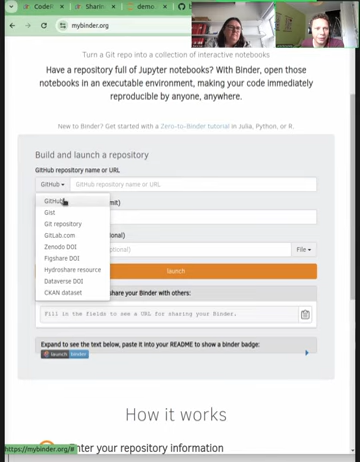 CodeR
Sharin
demo
mybinder.org
Turn a Git repo into a collection of interactive notebooks
Have a repository full of Jupyter notebooks? With Binder, open those
notebooks in an executable environment, making your code immediately
reproducible by anyone, anywhere.
New to Binder? Get started with a Zero-to-Binder tutorial in Julia, Python, or R.
Build and launch a repository
GitHub repository name or URL
GitHub
GitHub repository name or URL
GitHub
mit)
Gist
Git repository
GitLab.com
onal)
Zenodo DOI
ptional)
File
Figshare DOI
Hydroshare resource
launch
Dataverse DOI
CKAN dataset
share your Binder with others:
Fill in the fields to see a URL for sharing your Binder.
Expand to see the text below, paste it into your README to show a binder badge:
launch binder
How it works
https://mybinder.org/#
nter your repository information